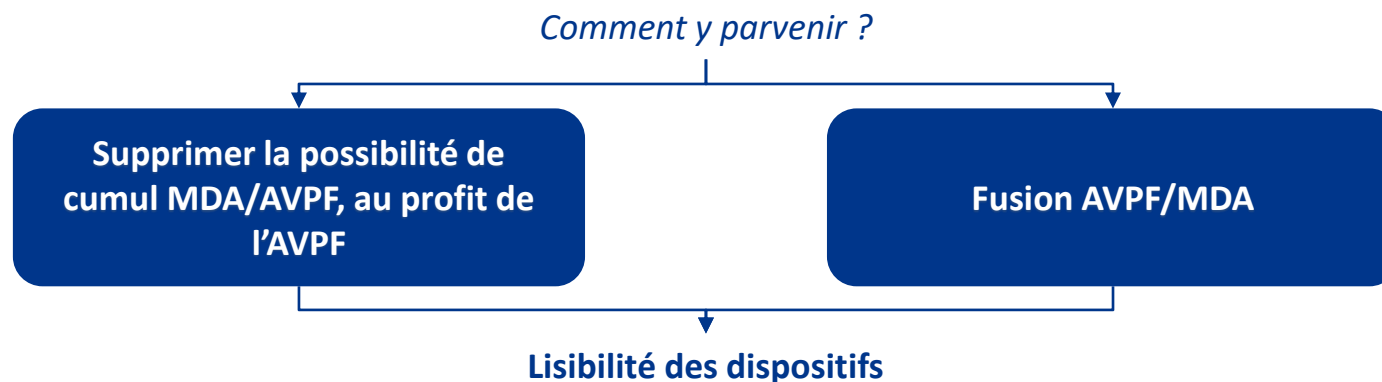 Comment y parvenir ?
Supprimer la possibilité de
cumul MDA/AVPF, au profit de
l’AVPF
Fusion AVPF/MDA
Lisibilité des dispositifs